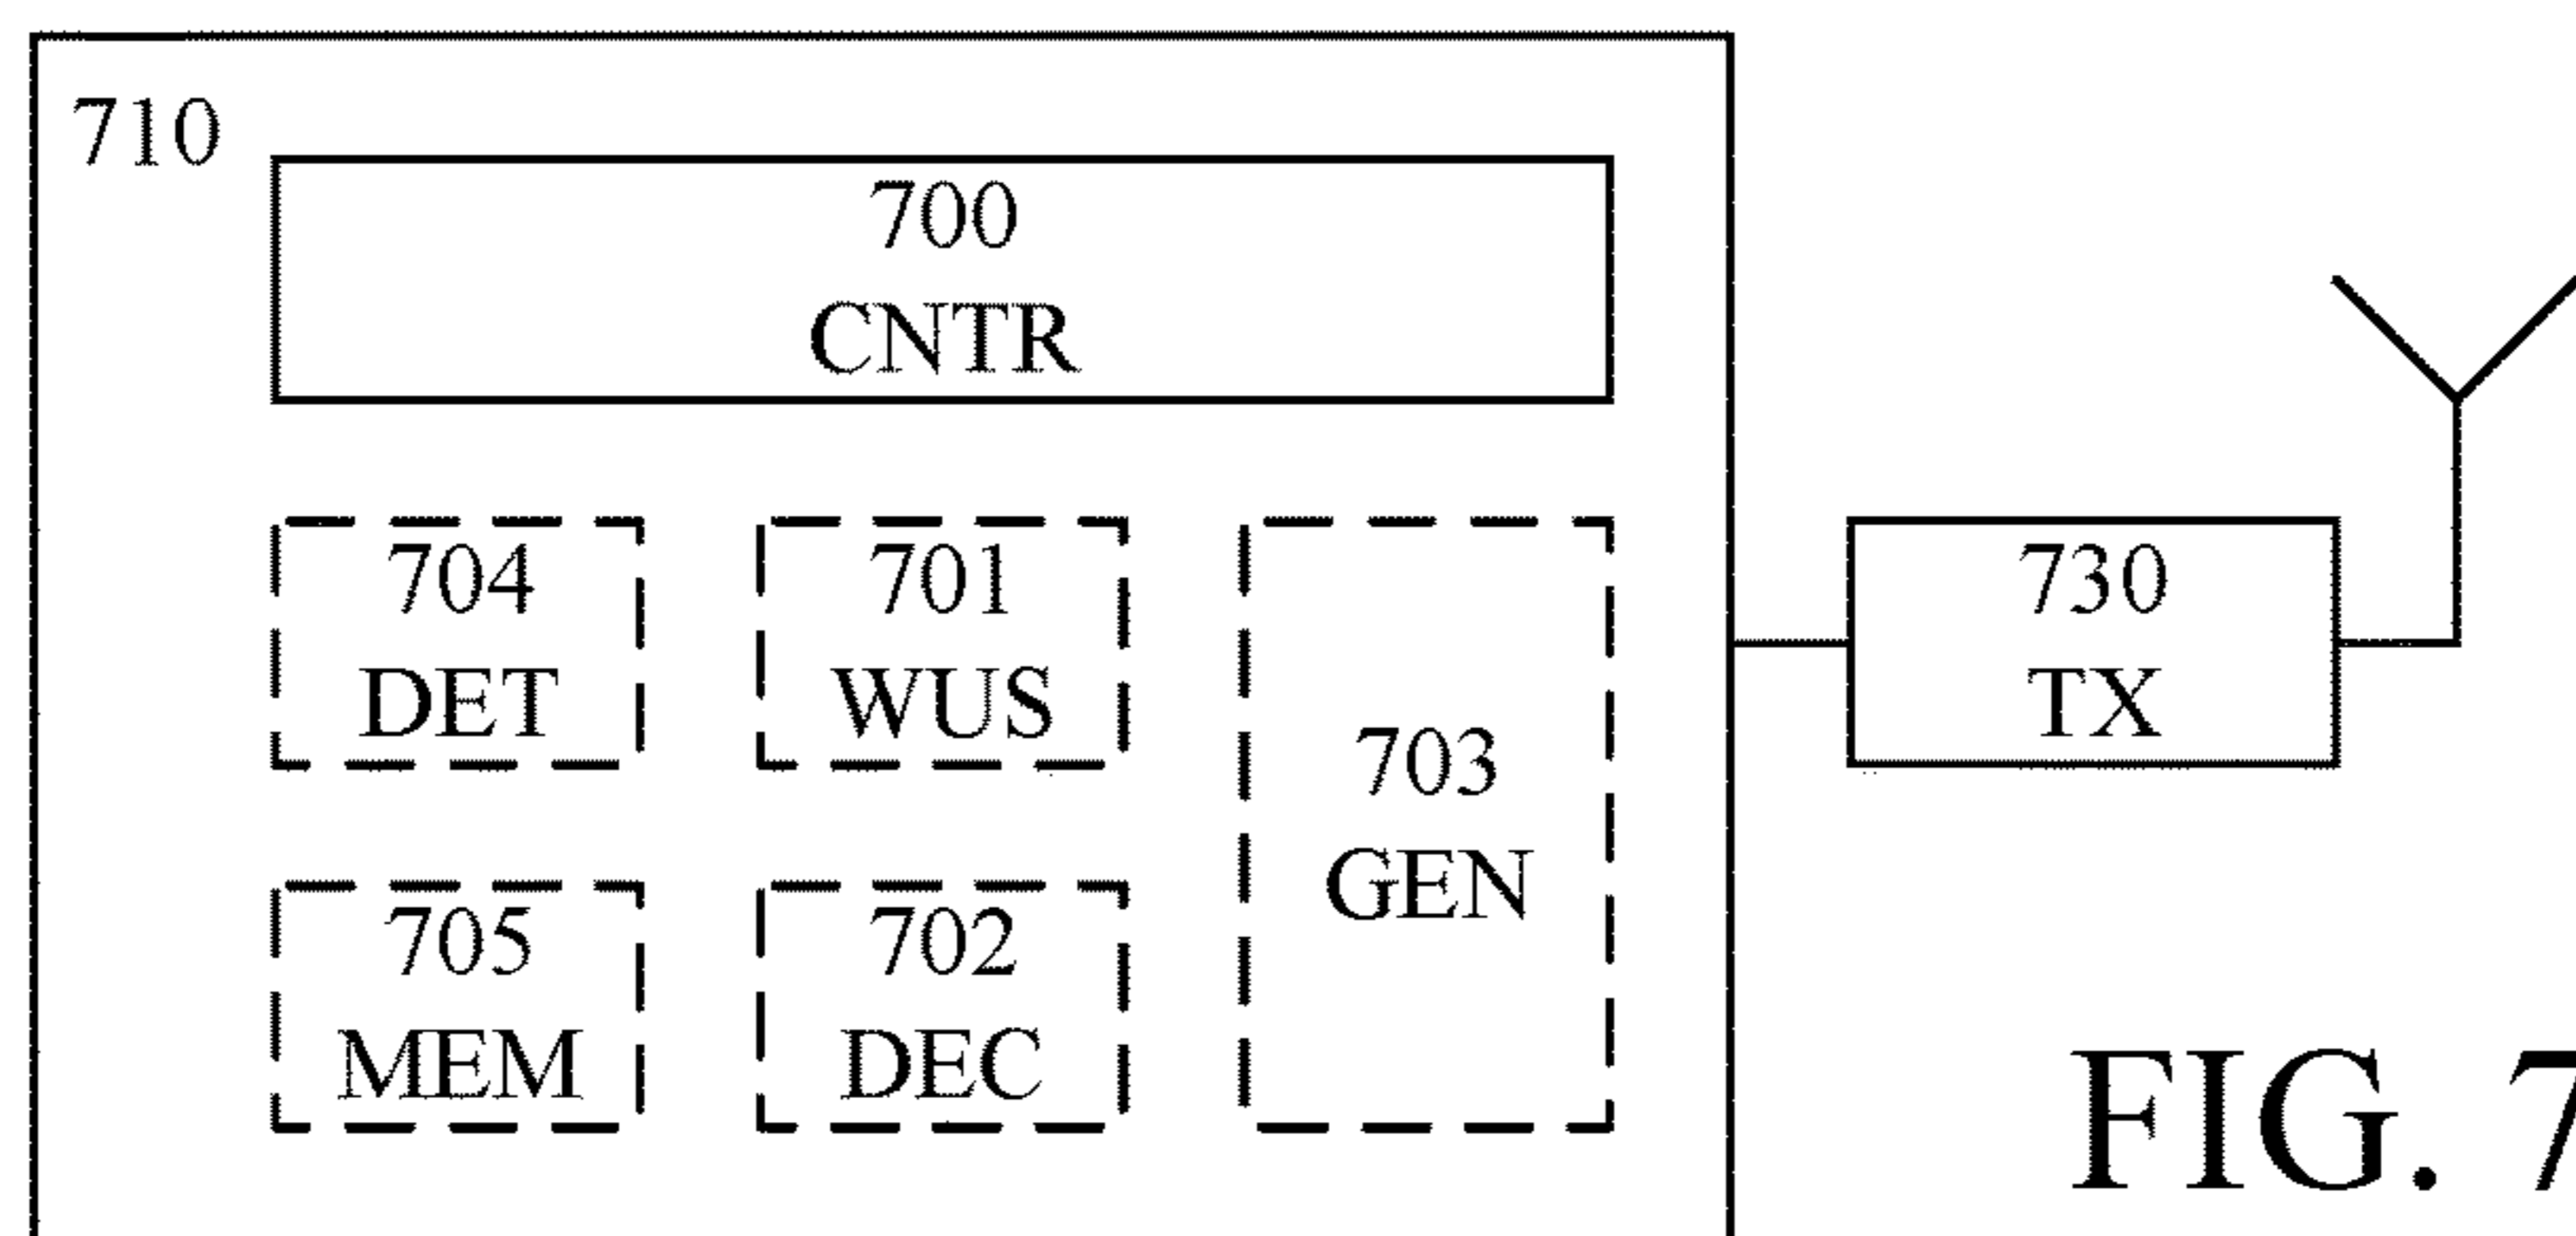 710
700
CNTR
704
DET
701
WUS
703
GEN
705
MEM
702
DEC
730
TX
FIG. 7